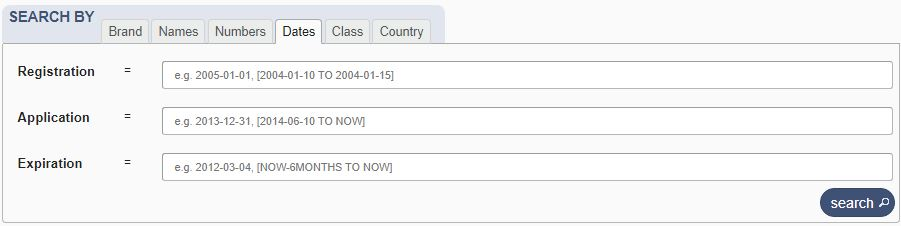 SEARCH BY Brand Names Numbers Dates Class Country
Registration = e.g. 2005-01-01, [2004-01-10 TO 2004-01-15]
Application = e.g. 2013-12-31, [2014-06-10 TO NOW]
Expiration = e.g. 2012-03-04, [NOW-6MONTHS TO NOW]
search